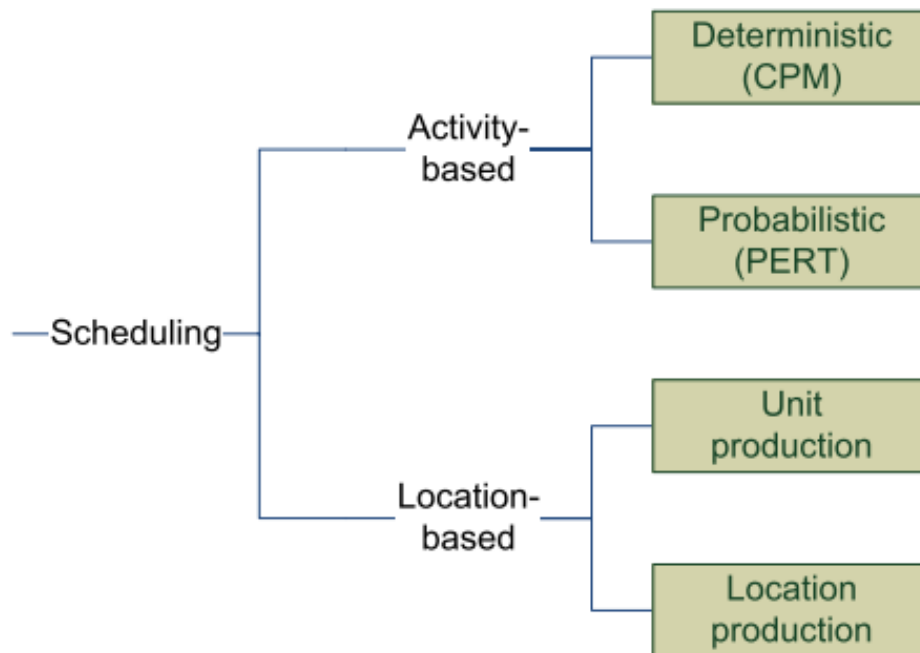 Deterministic
(CPM)
Activity-
based
Probabilistic
(PERT)
Scheduling
Unit
production
Location-
based
Location
production